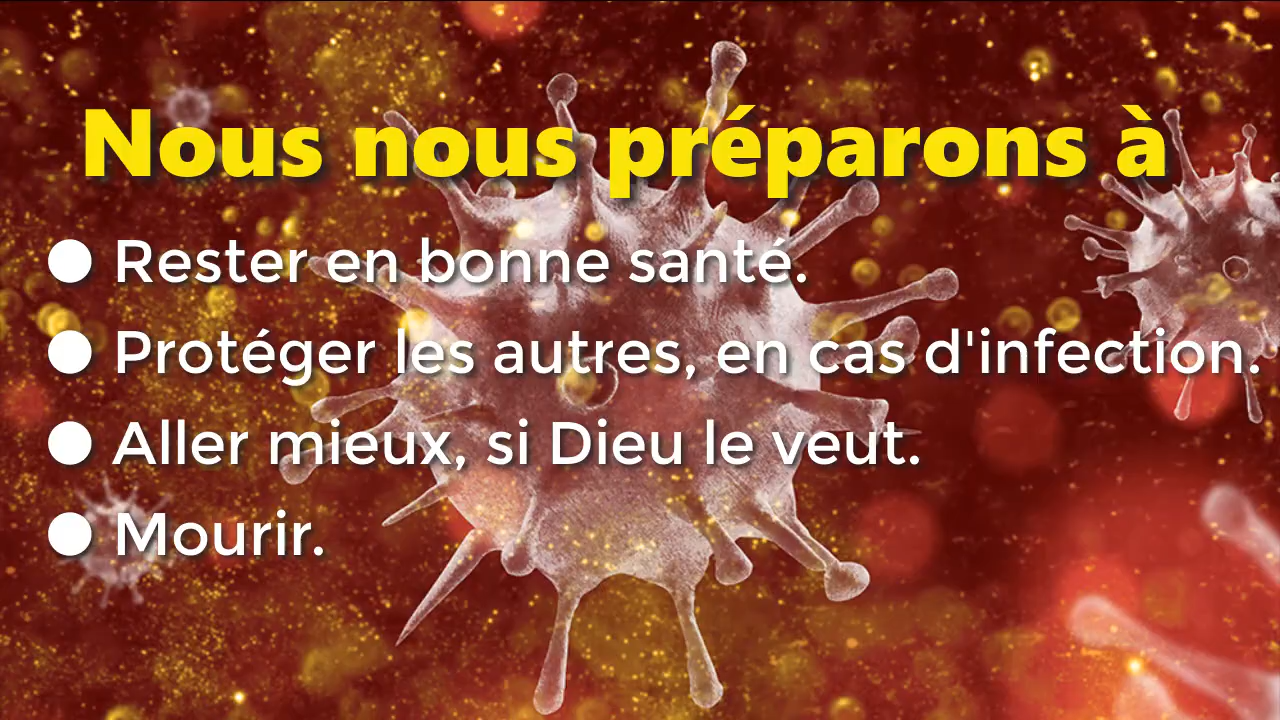 Nous nous préparons à
● Rester en bonne santé.
● Protéger les autres, en cas d'infection.
● Aller mieux, si Dieu le veut.
● Mourir.